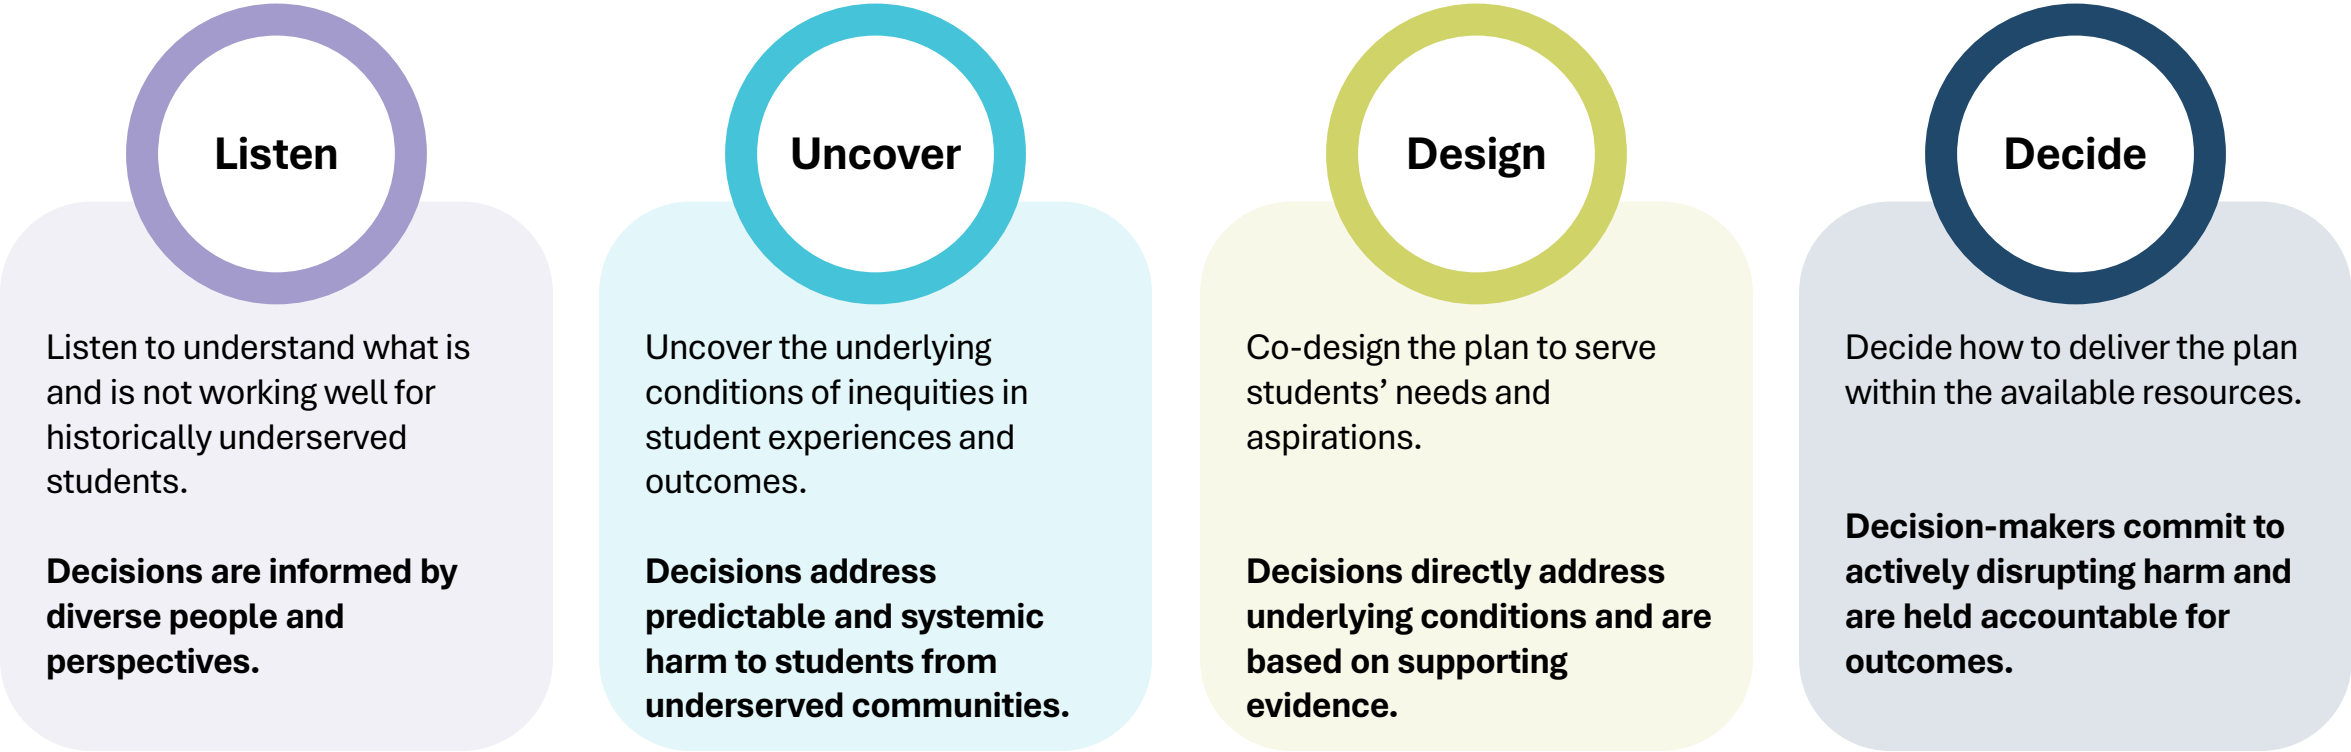 Listen
Listen to understand what is
and is not working well for
historically underserved
students.
Decisions are informed by
diverse people and
perspectives.
Uncover
Uncover the underlying
conditions of inequities in
student experiences and
outcomes.
Decisions address
predictable and systemic
harm to students from
underserved communities.
Design
Co-design the plan to serve
students’ needs and
aspirations.
Decisions directly address
underlying conditions and are
based on supporting
evidence.
Decide
Decide how to deliver the plan
within the available resources.
Decision-makers commit to
actively disrupting harm and
are held accountable for
outcomes.